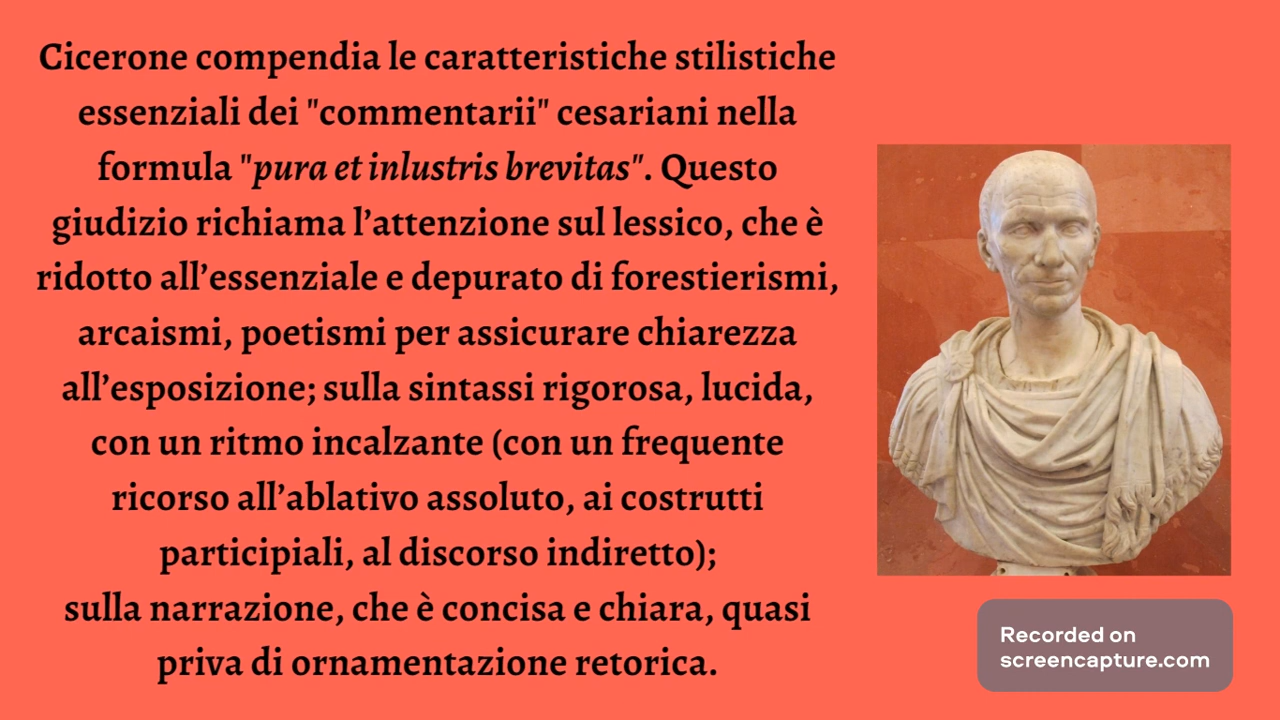 Cicerone compendia le caratteristiche stilistiche
essenziali dei "commentarii" cesariani nella
formula "pura et inlustris brevitas". Questo
giudizio richiama l’attenzione sul lessico, che è
ridotto all’essenziale e depurato di forestierismi,
arcaismi, poetismi per assicurare chiarezza
all’esposizione; sulla sintassi rigorosa, lucida,
con un ritmo incalzante (con un frequente
ricorso all’ablativo assoluto, ai costrutti
participiali, al discorso indiretto);
sulla narrazione, che è concisa e chiara, quasi
priva di ornamentazione retorica.
Recorded on
screencapture.com